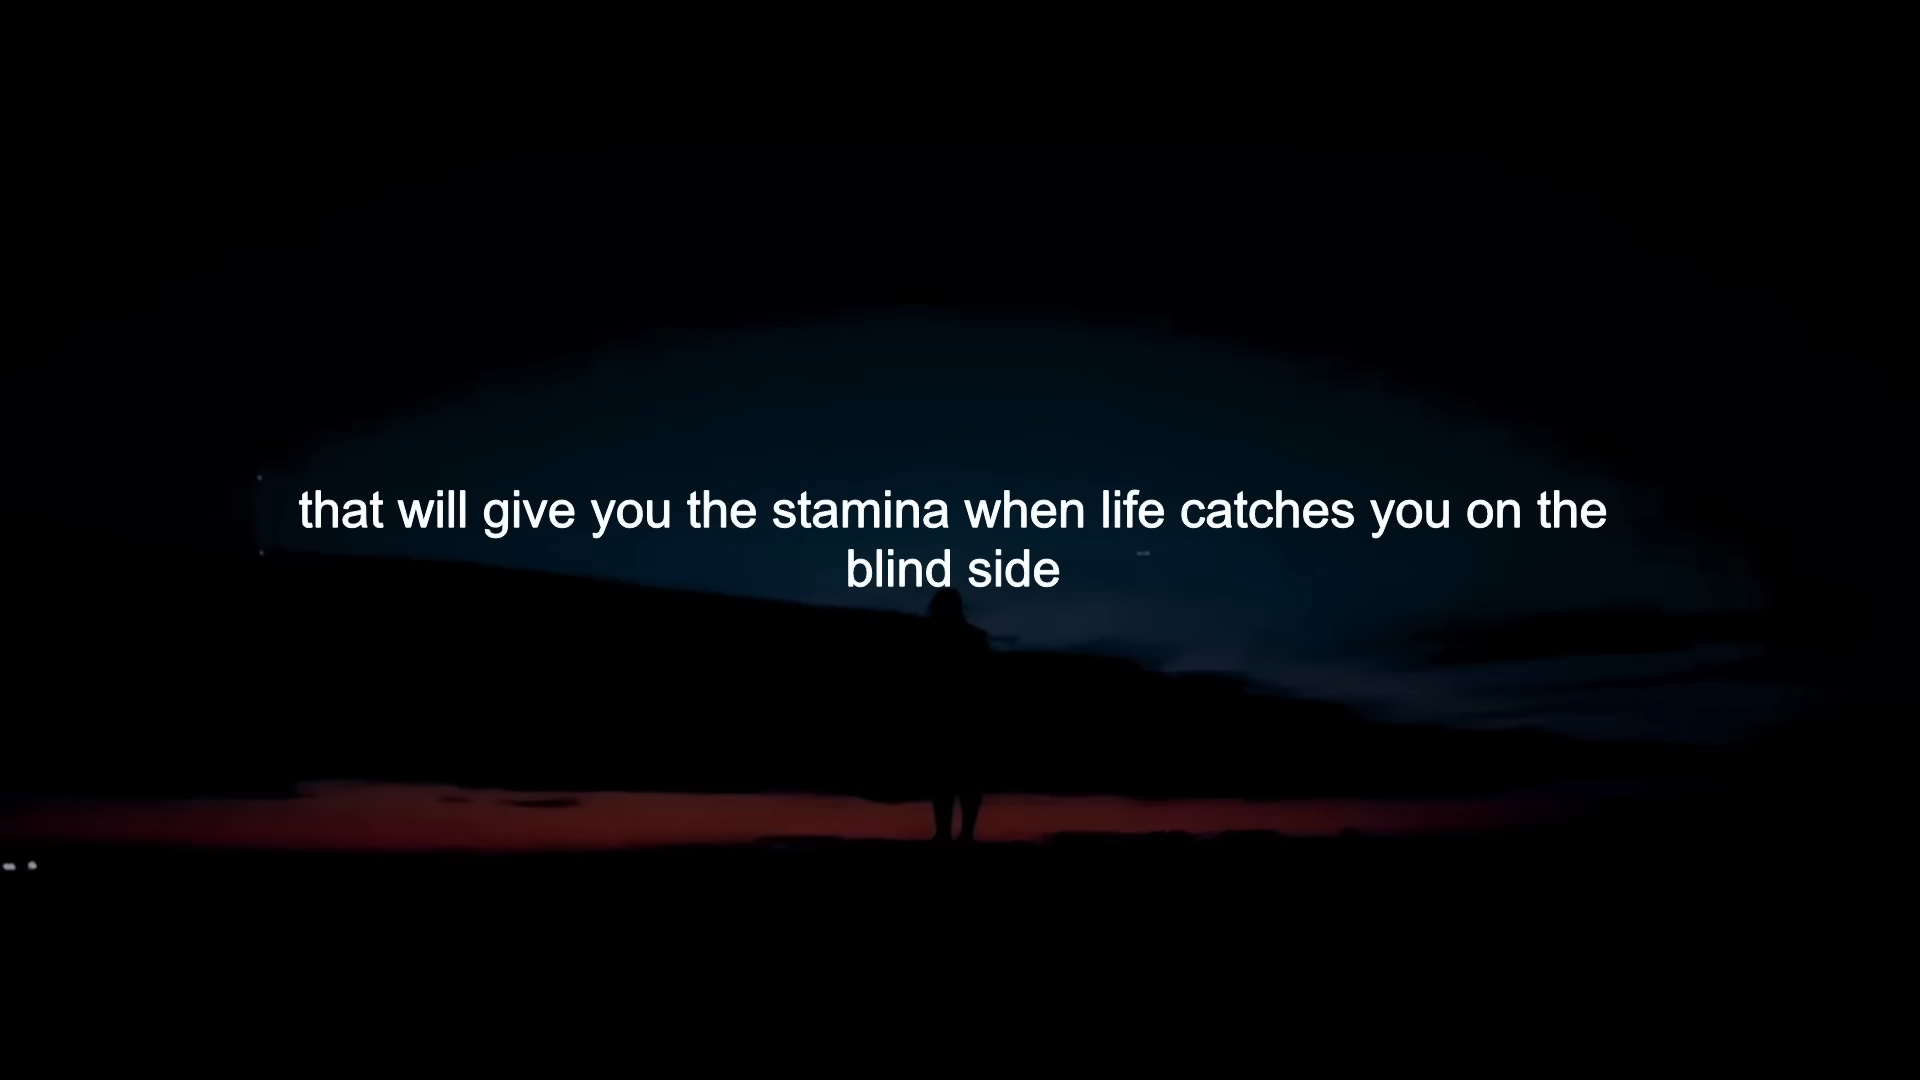 that will give you the stamina when life catches you on the
blind side